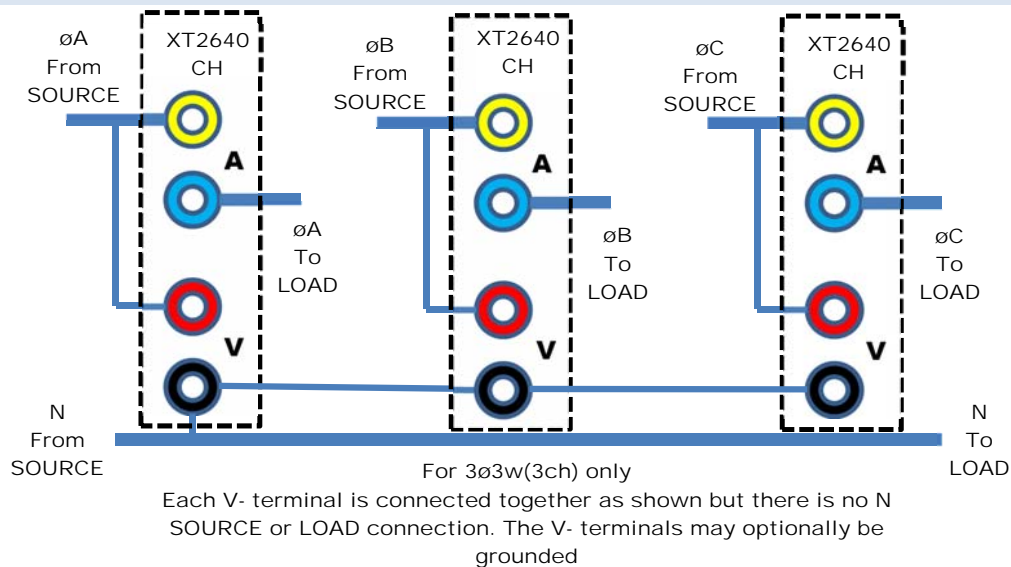 øA
From
SOURCE
XT2640
CH
A
øA
To
LOAD
V
øB
From
SOURCE
XT2640
CH
A
øB
To
LOAD
V
øC
From
SOURCE
XT2640
CH
A
øC
To
LOAD
V
N
From
SOURCE
N
To
LOAD
For 3ø3w(3ch) only
Each V- terminal is connected together as shown but there is no N
SOURCE or LOAD connection. The V- terminals may optionally be
grounded